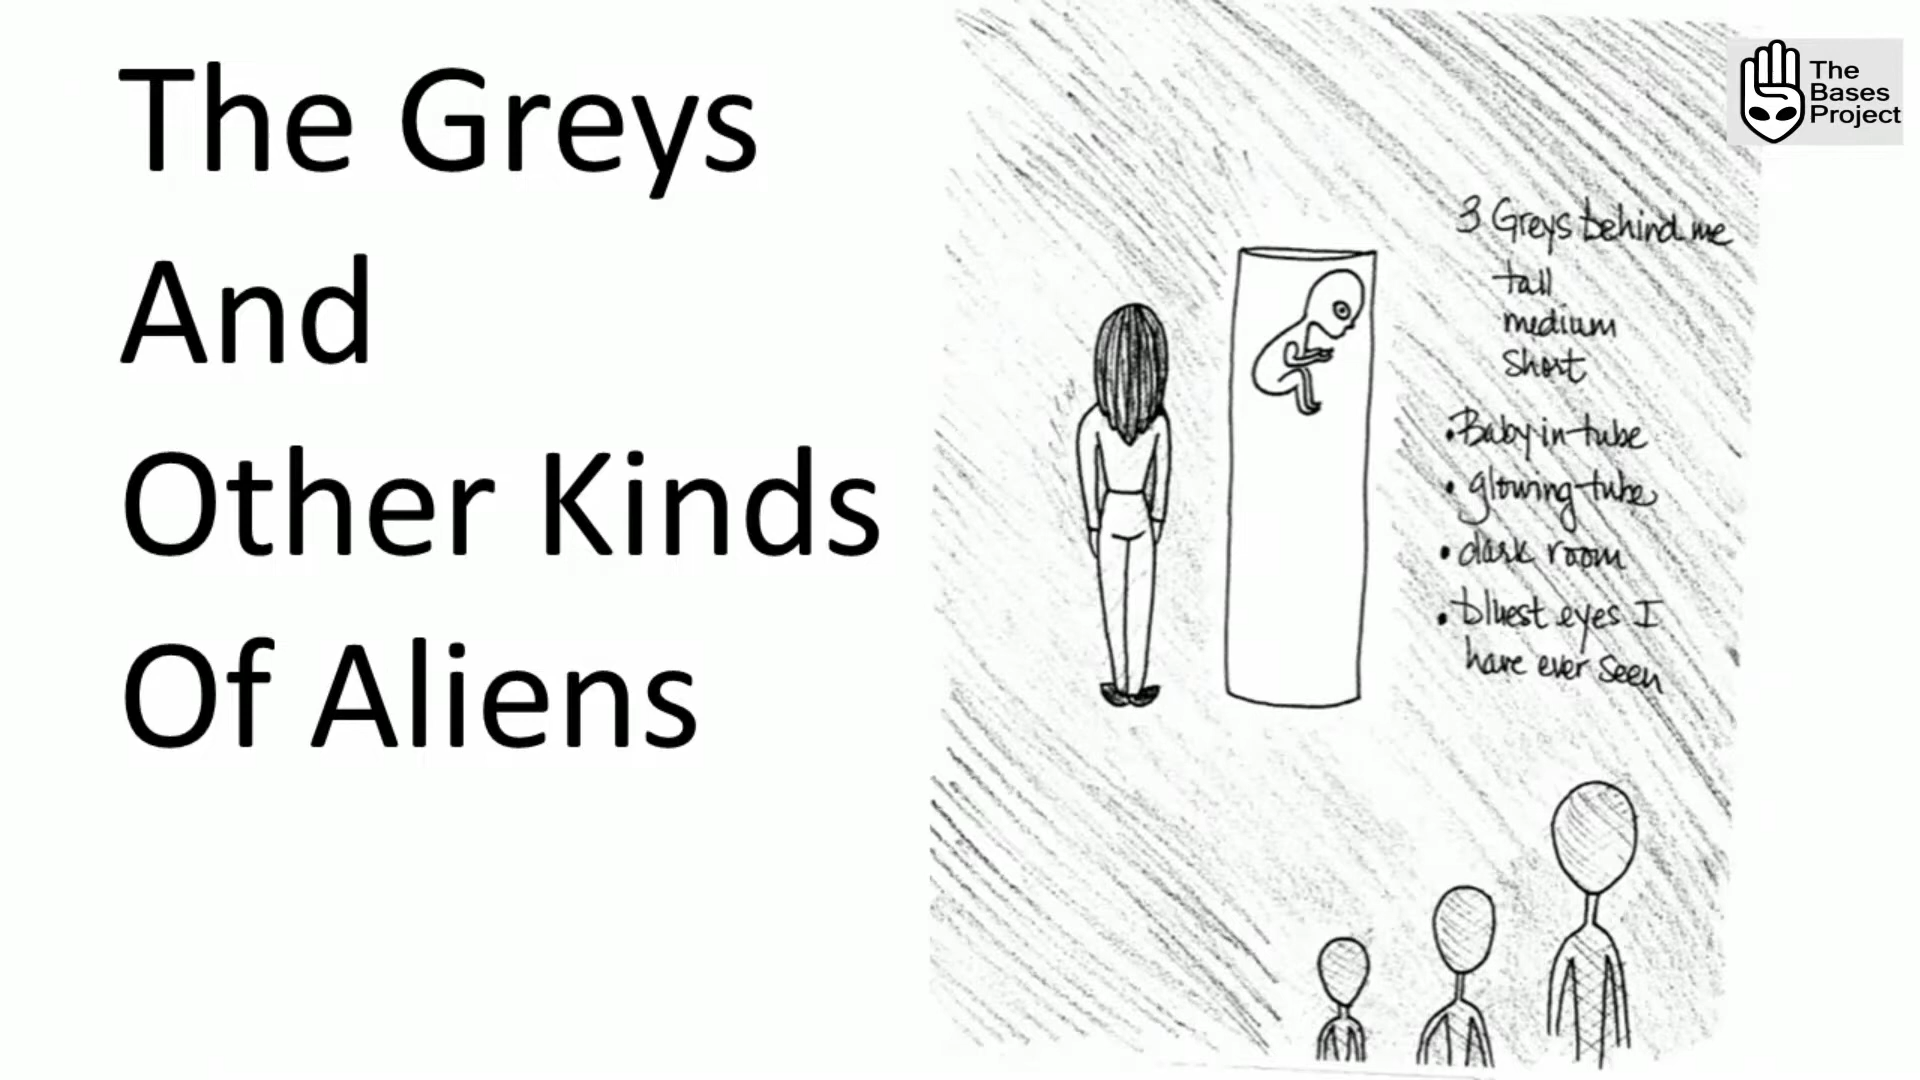 The Greys
And
Other Kinds
Of Aliens
The
Bases
Project
3 Greys behind me
tall
medium
short
• Baby in tube
• glowing tube
• dark room
• bluest eyes I
have ever seen